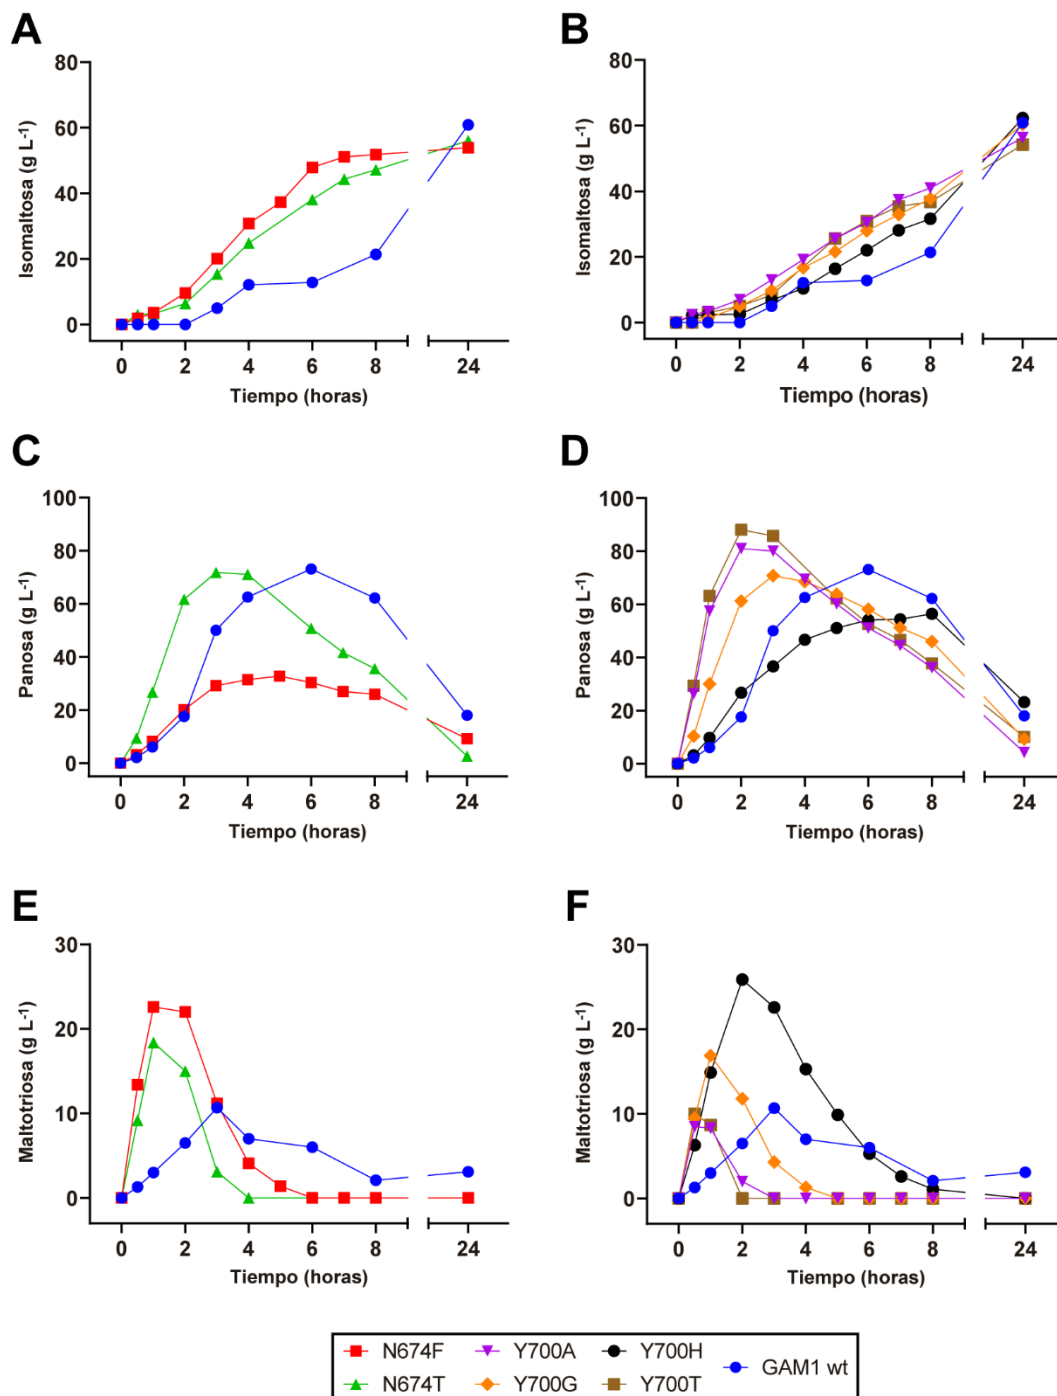 A
80
60
40
20
0
Isomaltosa (g L-1)
0 2 4 6 8 24
Tiempo (horas)
B
80
60
40
20
0
Isomaltosa (g L-1)
0 2 4 6 8 24
Tiempo (horas)
C
100
80
60
40
20
0
Panosa (g L-1)
0 2 4 6 8 24
Tiempo (horas)
D
100
80
60
40
20
0
Panosa (g L-1)
0 2 4 6 8 24
Tiempo (horas)
E
30
20
10
0
Maltotriosa (g L-1)
0 2 4 6 8 24
Tiempo (horas)
F
30
20
10
0
Maltotriosa (g L-1)
0 2 4 6 8 24
Tiempo (horas)
N674F Y700A Y700H GAM1 wt
N674T Y700G Y700T